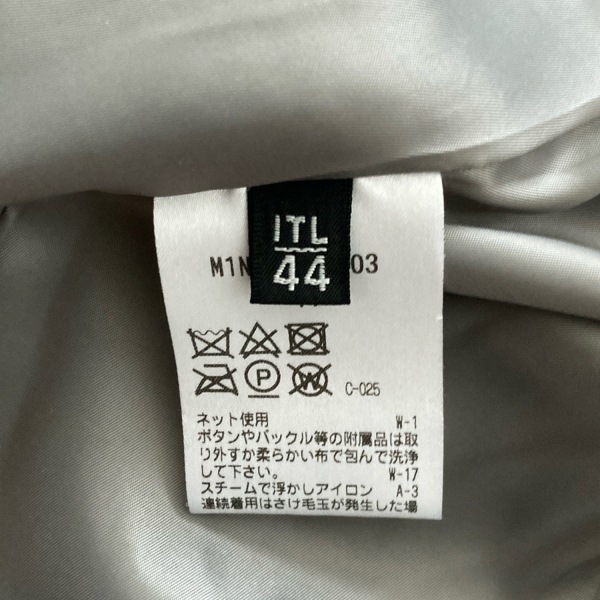 ITL
44
M1N 03
P
W
C-025
ネット使用 W-1
ボタンやバックル等の附属品は取
り外すか柔らかい布で包んで洗浄
して下さい。 W-17
スチームで浮かしアイロン A-3
連続着用はさけ毛玉が発生した場